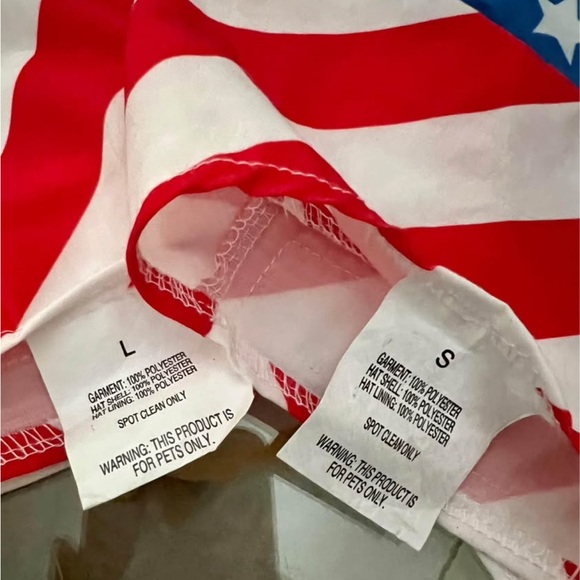 L
GARMENT: 100% POLYESTER
HAT SHELL: 100% POLYESTER
HAT LINING: 100% POLYESTER
SPOT CLEAN ONLY
WARNING: THIS PRODUCT IS
FOR PETS ONLY.
S
GARMENT: 100% POLYESTER
HAT SHELL: 100% POLYESTER
HAT LINING: 100% POLYESTER
SPOT CLEAN ONLY
WARNING: THIS PRODUCT IS
FOR PETS ONLY.